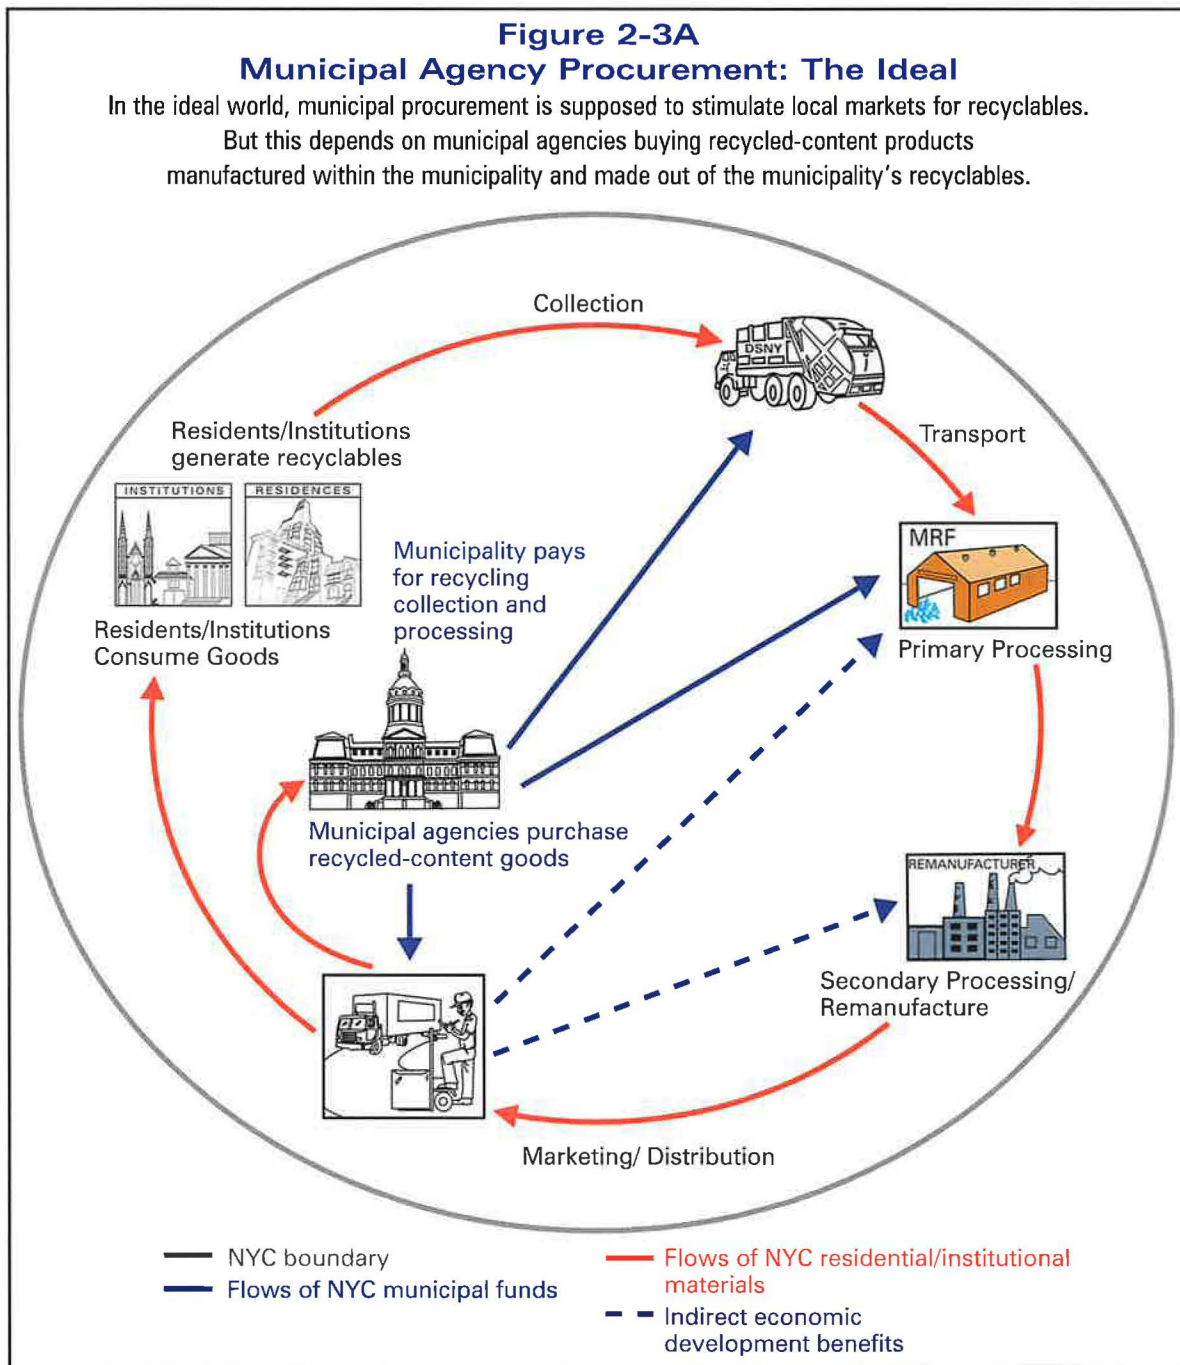 Figure 2-3A
Municipal Agency Procurement: The Ideal
In the ideal world, municipal procurement is supposed to stimulate local markets for recyclables.
But this depends on municipal agencies buying recycled-content products
manufactured within the municipality and made out of the municipality's recyclables.
Collection
DSNY
Transport
Residents/Institutions
generate recyclables
INSTITUTIONS
RESIDENCES
Residents/Institutions
Consume Goods
Municipality pays
for recycling
collection and
processing
MRF
Primary Processing
Municipal agencies purchase
recycled-content goods
REMANUFACTURER
Secondary Processing/
Remanufacture
Marketing/ Distribution
NYC boundary
Flows of NYC municipal funds
Flows of NYC residential/institutional
materials
Indirect economic
development benefits